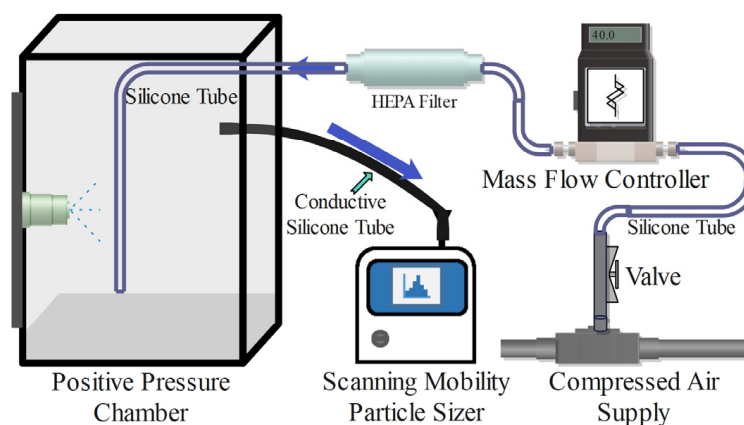 40.0
Silicone Tube
HEPA Filter
Mass Flow Controller
Conductive
Silicone Tube
Silicone Tube
Valve
Positive Pressure
Chamber
Scanning Mobility
Particle Sizer
Compressed Air
Supply